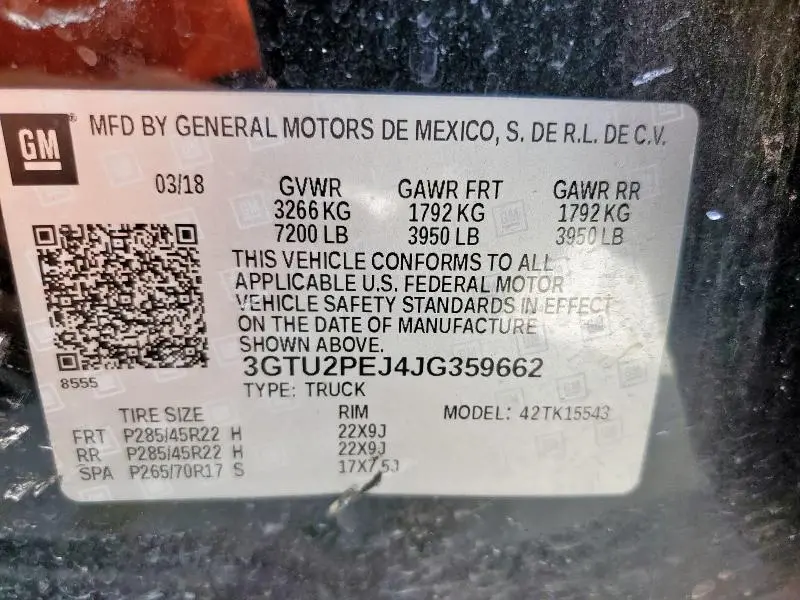 GM® MFD BY GENERAL MOTORS DE MEXICO, S. DE R.L. DE C.V.
03/18 GVWR GAWR FRT GAWR RR
3266 KG 1792 KG 1792 KG
7200 LB 3950 LB 3950 LB
THIS VEHICLE CONFORMS TO ALL
APPLICABLE U.S. FEDERAL MOTOR
VEHICLE SAFETY STANDARDS IN EFFECT
ON THE DATE OF MANUFACTURE
SHOWN ABOVE.
8555 3GTU2PEJ4JG359662
TYPE: TRUCK
TIRE SIZE RIM MODEL: 42TK15543
FRT P285/45R22 H 22X9J
RR P285/45R22 H 22X9J
SPA P265/70R17 S 17X7.5J